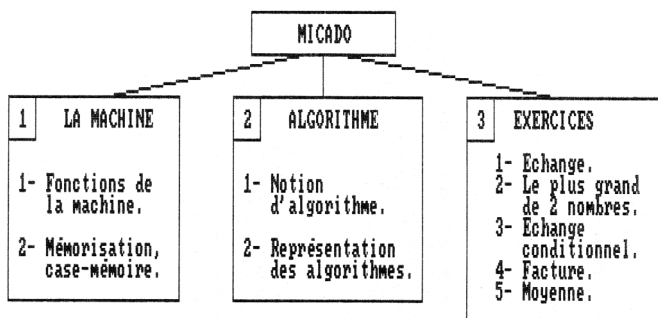 MICADO
1 LA MACHINE
1- Fonctions de
la machine.
2- Mémorisation,
case-mémoire.
2 ALGORITHME
1- Notion
d'algorithme.
2- Représentation
des algorithmes.
3 EXERCICES
1- Echange.
2- Le plus grand
de 2 nombres.
3- Echange
conditionnel.
4- Facture.
5- Moyenne.